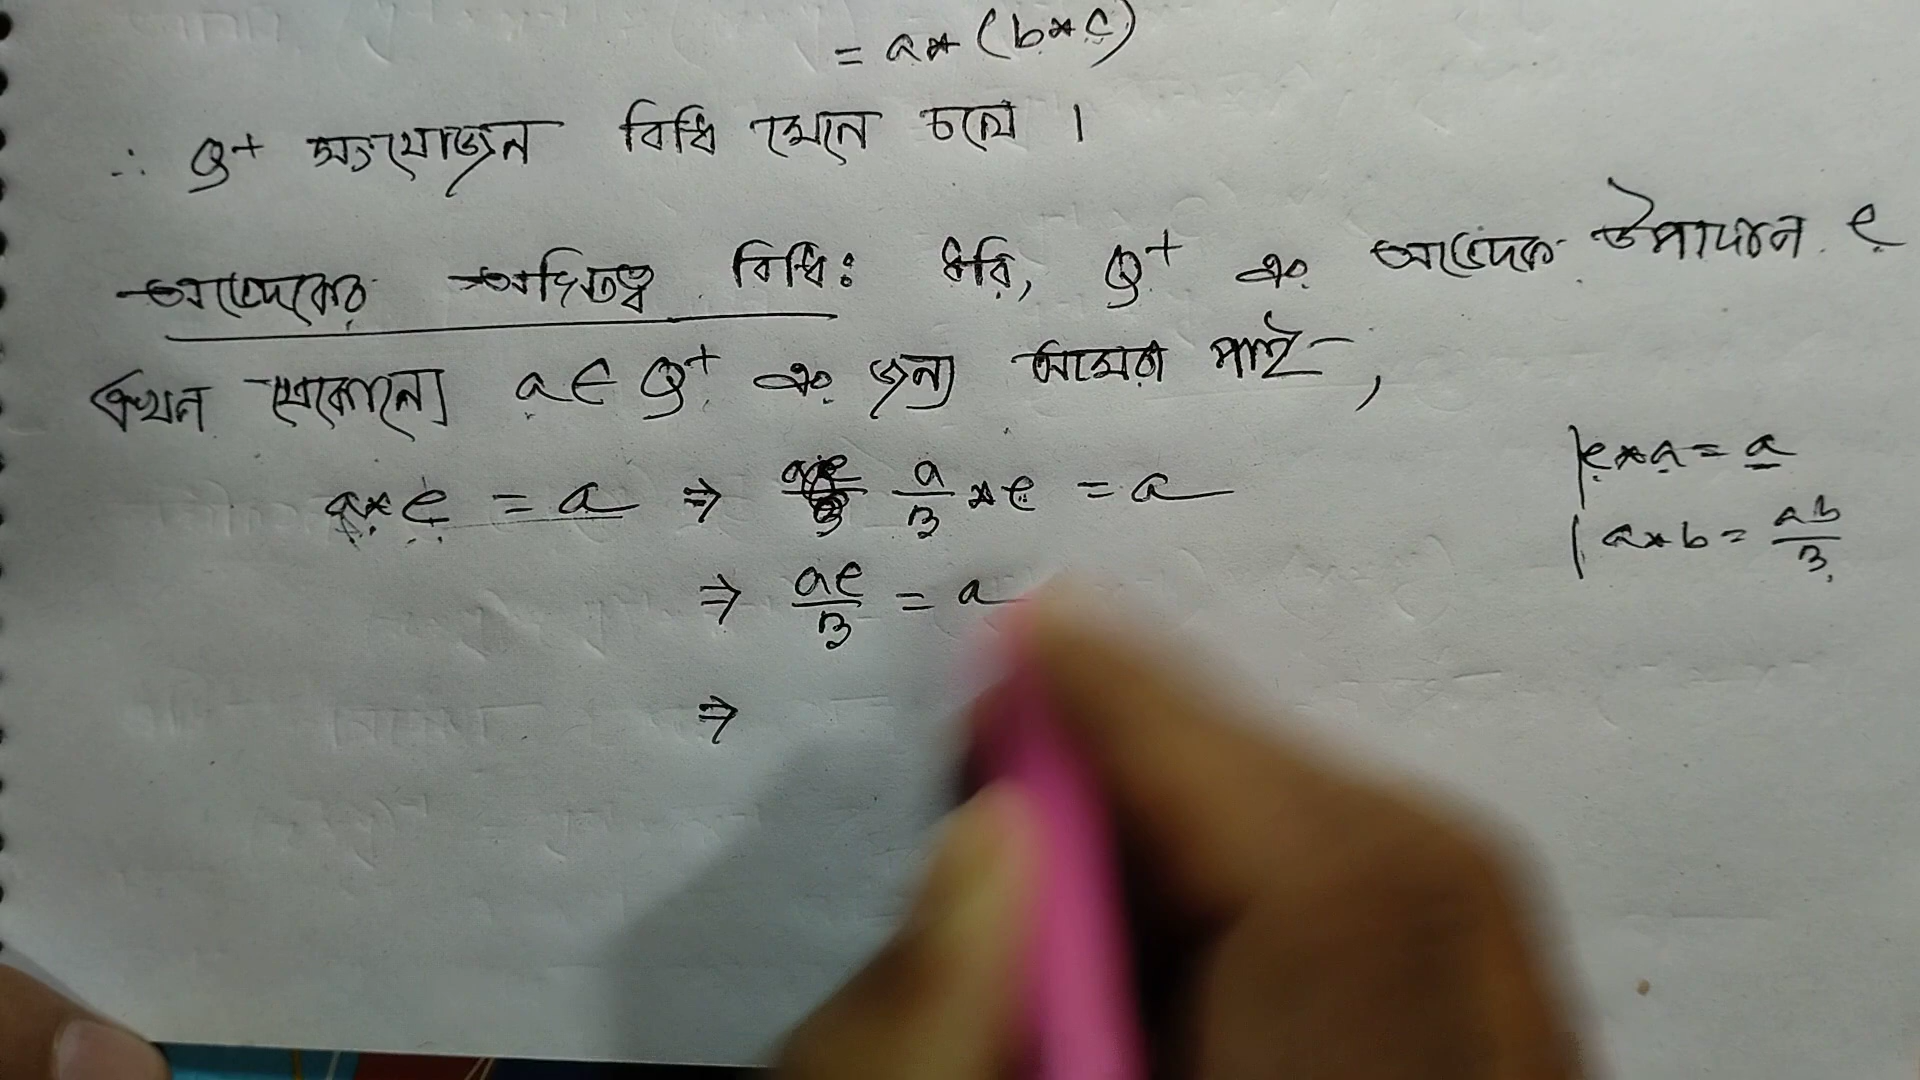 = a * (b * c)
∴ Q⁺ সংযোজন বিধি মেনে চলে ।
অভেদকের অস্তিত্ব বিধিঃ ধরি, Q⁺ এর অভেদক উপাদান e
এখন যেকোনো a ∈ Q⁺ এর জন্য আমরা পাই-,
a * e = a ⇒ a/3 * e = a
|e * a = a
⇒ ae/3 = a
| a * b = ab/3
⇒